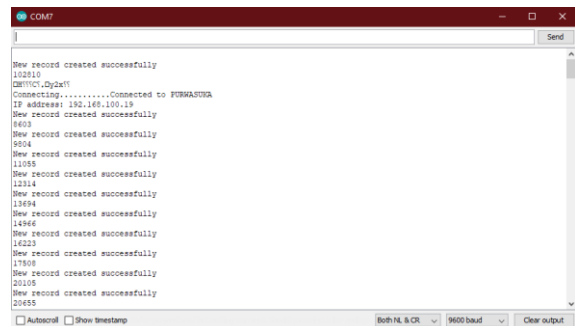 COM7
Send
New record created successfully
102810
Connecting..........Connected to PURWASUKA
IP address: 192.168.100.19
New record created successfully
8603
New record created successfully
9804
New record created successfully
11055
New record created successfully
12314
New record created successfully
13694
New record created successfully
14966
New record created successfully
16223
New record created successfully
17508
New record created successfully
20105
New record created successfully
20655
Autoscroll Show timestamp Both NL & CR 9600 baud Clear output